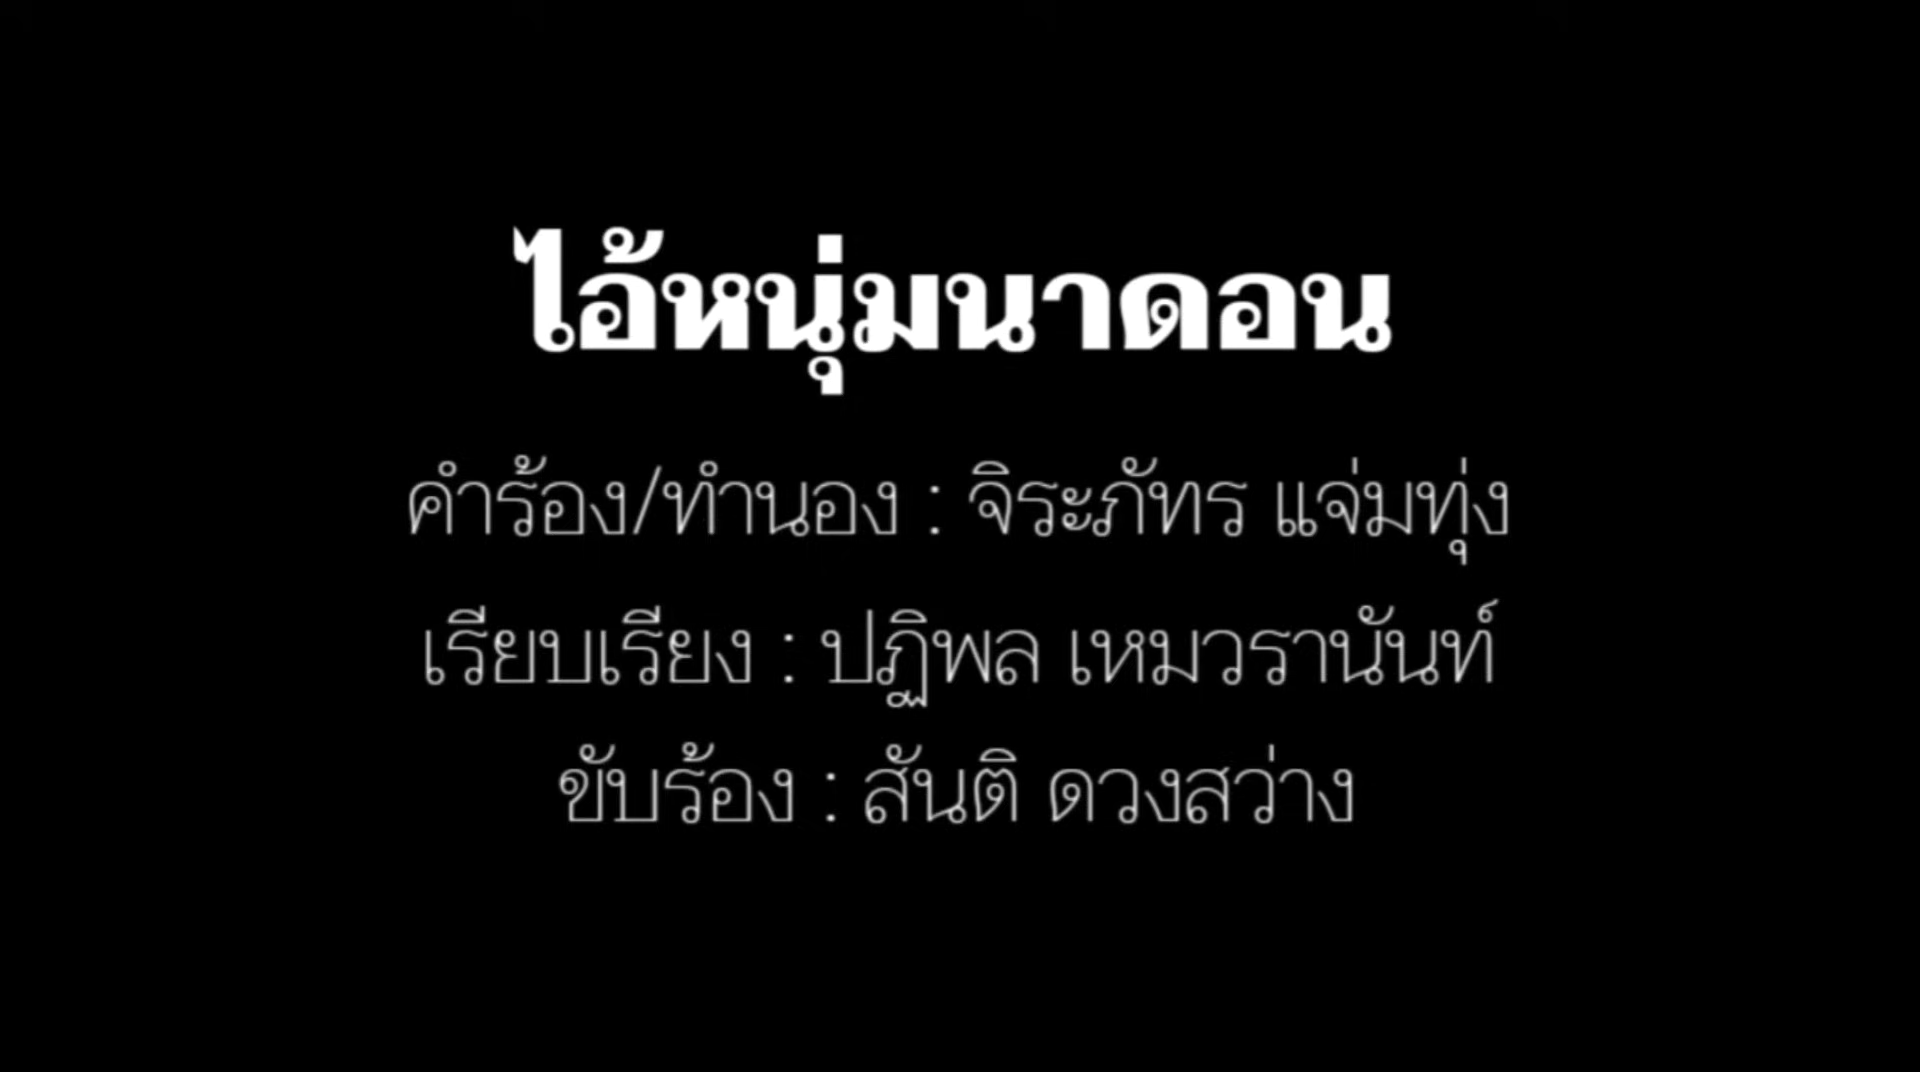 ไอ้หนุ่มนาดอน
คำร้อง/ทำนอง : จิระภัทร แจ่มทุ่ง
เรียบเรียง : ปฏิพล เหมวรานันท์
ขับร้อง : สันติ ดวงสว่าง